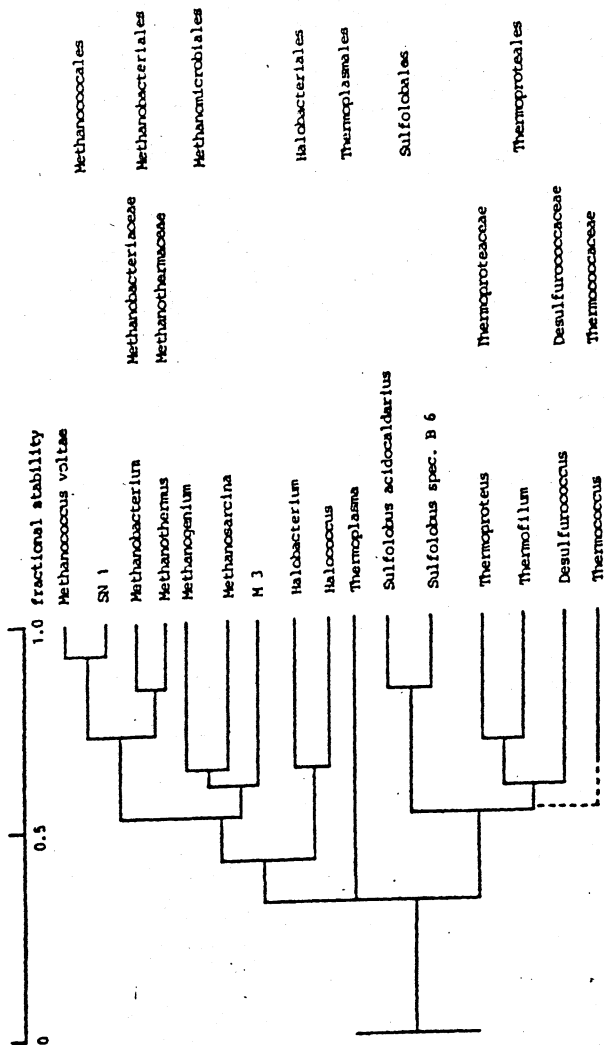 0 0.5 1.0 fractional stability
Methanococcus voltae
Methanococcales
SN 1
Methanobacterium Methanobacteriaceae Methanobacteriales
Methanothermus Methanothermaceae
Methanogenium
Methanomicrobiales
Methanosarcina
M 3
Halobacterium Halobacteriales
Halococcus
Thermoplasmales
Thermoplasma
Sulfolobus acidocaldarius
Sulfolobales
Sulfolobus spec. B 6
Thermoproteus Thermoproteaceae
Thermofilum Thermoproteales
Desulfurococcus Desulfurococcaceae
Thermococcus Thermococcaceae